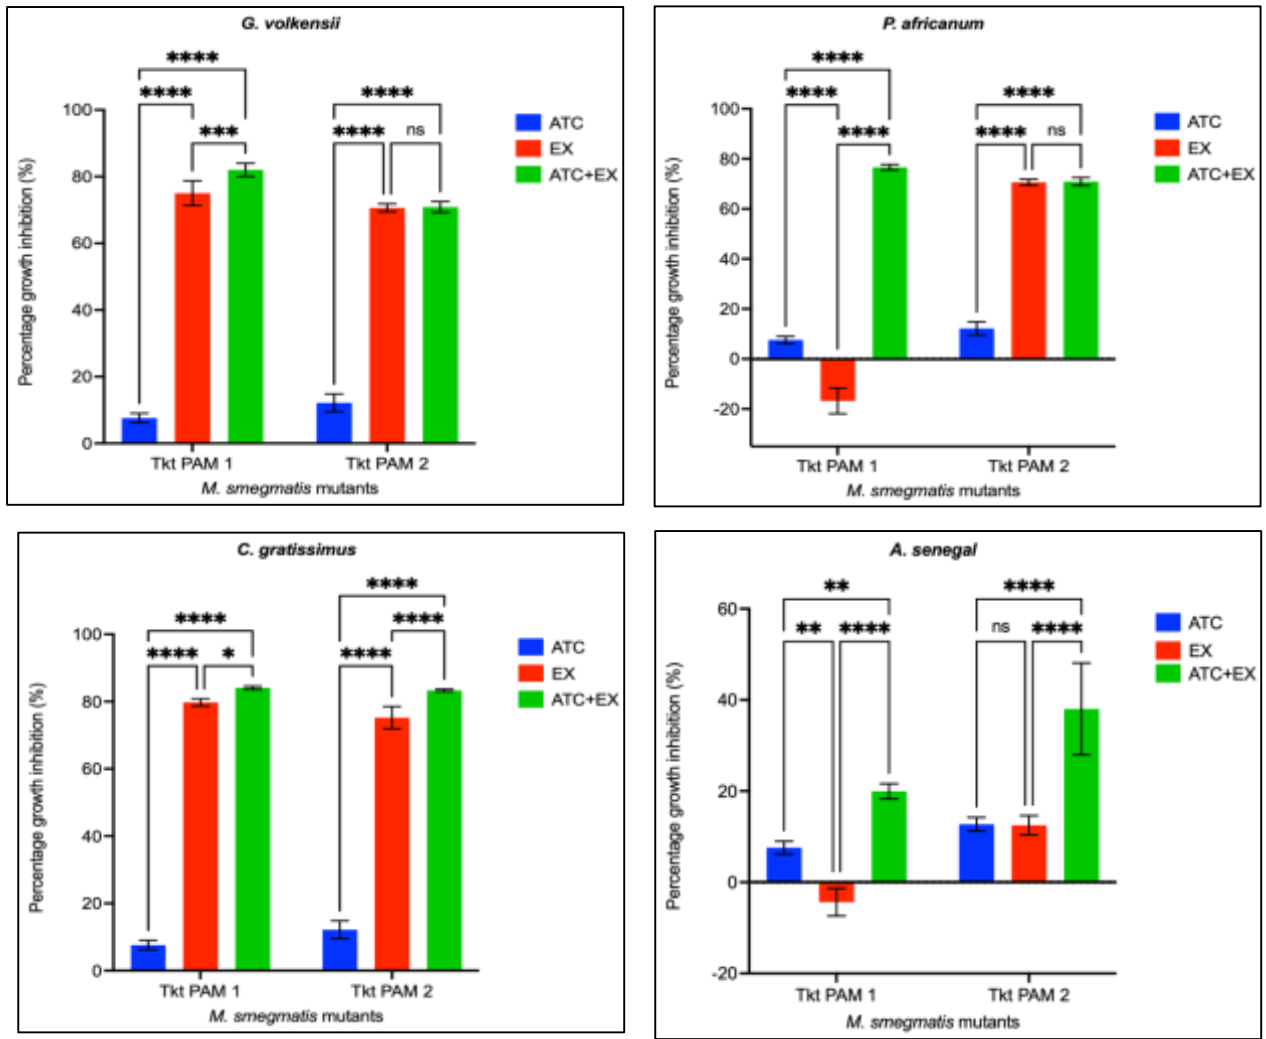 G. volkensii
****
**** ****
*** **** ns
100
80
60
40
20
0
Percentage growth inhibition (%)
ATC
EX
ATC+EX
Tkt PAM 1 Tkt PAM 2
M. smegmatis mutants
P. africanum
****
**** ****
**** **** ns
100
80
60
40
20
0
-20
Percentage growth inhibition (%)
ATC
EX
ATC+EX
Tkt PAM 1 Tkt PAM 2
M. smegmatis mutants
C. gratissimus
****
**** ****
**** * ****
100
80
60
40
20
0
Percentage growth inhibition (%)
ATC
EX
ATC+EX
Tkt PAM 1 Tkt PAM 2
M. smegmatis mutants
A. senegal
** ****
** **** ns ****
60
40
20
0
-20
Percentage growth inhibition (%)
ATC
EX
ATC+EX
Tkt PAM 1 Tkt PAM 2
M. smegmatis mutants